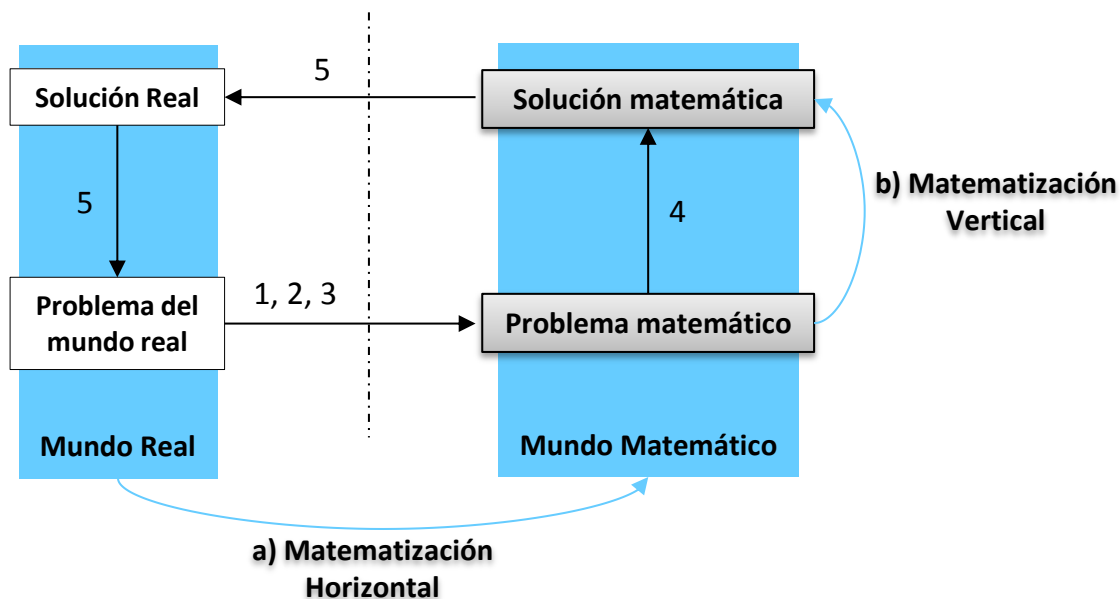 5
Solución Real
Solución matemática
5
4
b) Matematización
Vertical
Problema del
mundo real
1, 2, 3
Problema matemático
Mundo Real
Mundo Matemático
a) Matematización
Horizontal